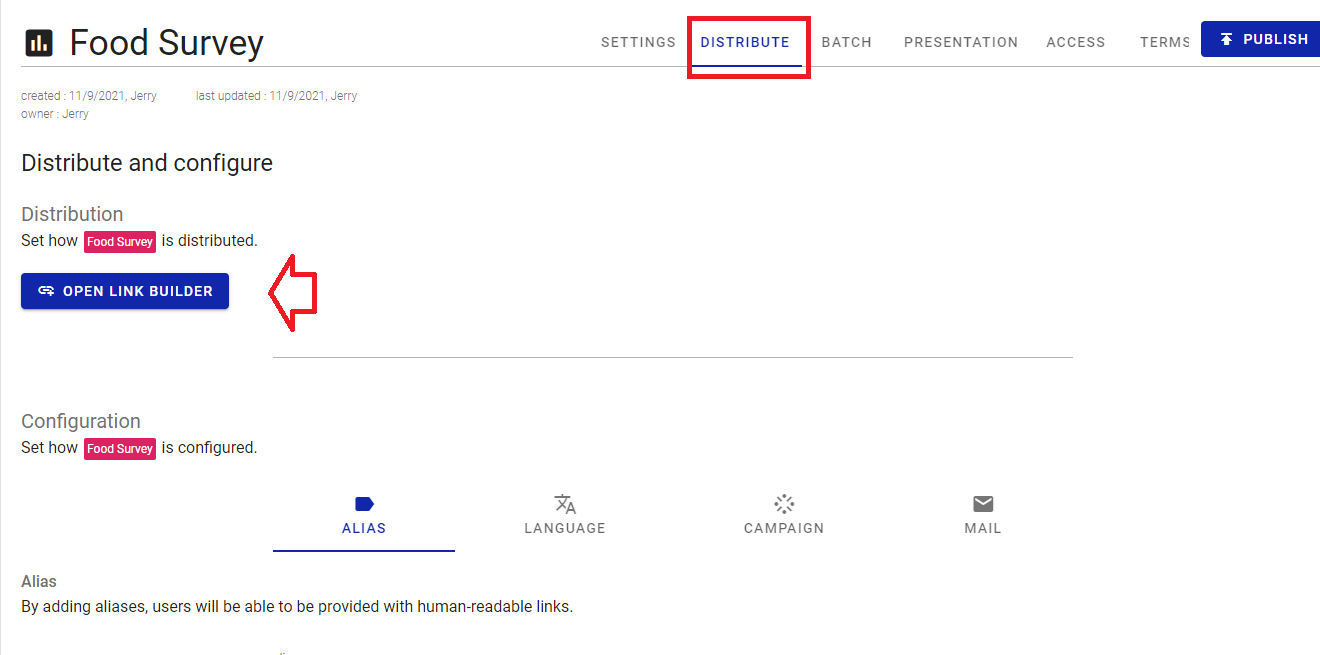 Food Survey
SETTINGS DISTRIBUTE BATCH PRESENTATION ACCESS TERMS PUBLISH
created : 11/9/2021, Jerry last updated : 11/9/2021, Jerry
owner : Jerry
Distribute and configure
Distribution
Set how Food Survey is distributed.
OPEN LINK BUILDER
Configuration
Set how Food Survey is configured.
ALIAS LANGUAGE CAMPAIGN MAIL
Alias
By adding aliases, users will be able to be provided with human-readable links.